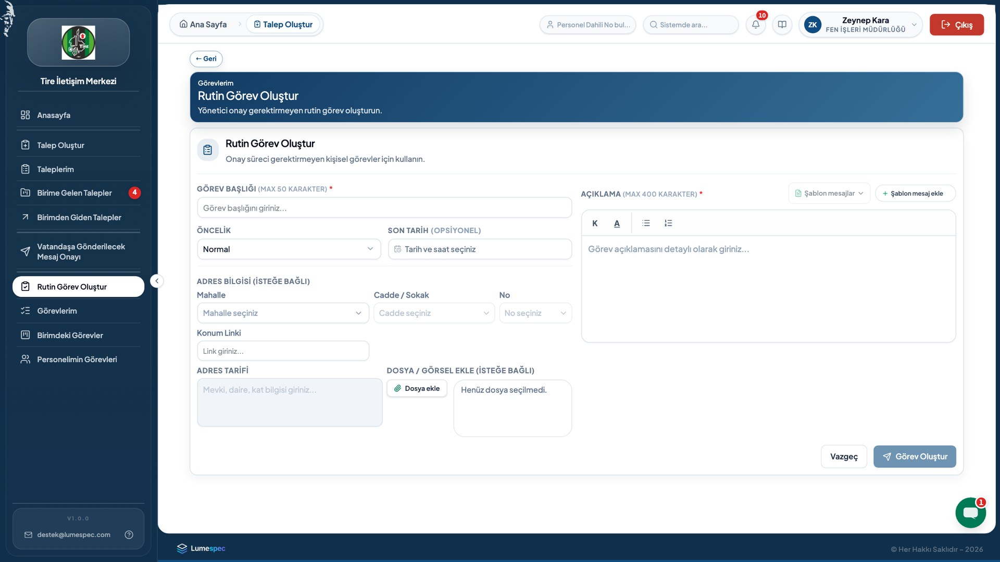 TİRE
Tire İletişim Merkezi
Anasayfa
Talep Oluştur
Taleplerim
Birime Gelen Talepler
4
Birimden Giden Talepler
Vatandaşa Gönderilecek
Mesaj Onayı
Rutin Görev Oluştur
Görevlerim
Birimdeki Görevler
Personelimin Görevleri
V1.0.0
destek@lumespec.com
Ana Sayfa
Talep Oluştur
Personel Dahili No bul...
Sistemde ara...
10
ZK
Zeynep Kara
FEN İŞLERİ MÜDÜRLÜĞÜ
Çıkış
← Geri
Görevlerim
Rutin Görev Oluştur
Yönetici onay gerektirmeyen rutin görev oluşturun.
Rutin Görev Oluştur
Onay süreci gerektirmeyen kişisel görevler için kullanın.
GÖREV BAŞLIĞI (MAX 50 KARAKTER) *
Görev başlığını giriniz...
ÖNCELİK
Normal
SON TARİH (OPSİYONEL)
Tarih ve saat seçiniz
ADRES BİLGİSİ (İSTEĞE BAĞLI)
Mahalle
Mahalle seçiniz
Cadde / Sokak
Cadde seçiniz
No
No seçiniz
Konum Linki
Link giriniz...
ADRES TARİFİ
Mevki, daire, kat bilgisi giriniz...
DOSYA / GÖRSEL EKLE (İSTEĞE BAĞLI)
Dosya ekle
Henüz dosya seçilmedi.
AÇIKLAMA (MAX 400 KARAKTER) *
Şablon mesajlar
+ Şablon mesaj ekle
K
A
Görev açıklamasını detaylı olarak giriniz...
Vazgeç
Görev Oluştur
1
Lumespec
© Her Hakkı Saklıdır – 2026